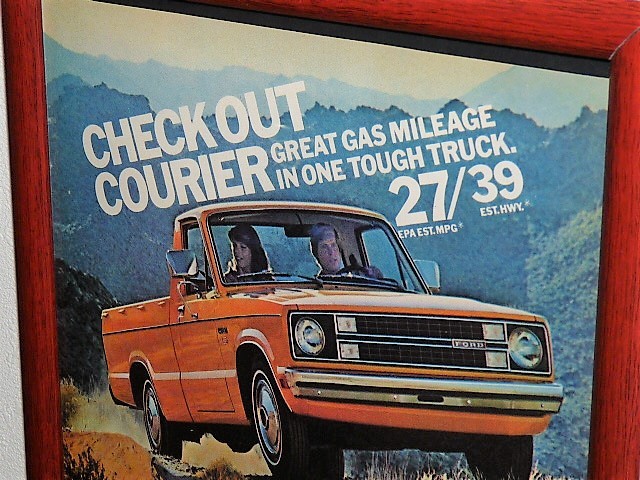 CHECK OUT
COURIER
GREAT GAS MILEAGE
IN ONE TOUGH TRUCK.
27/39
EPA EST.MPG*
EST.HWY.*
FORD